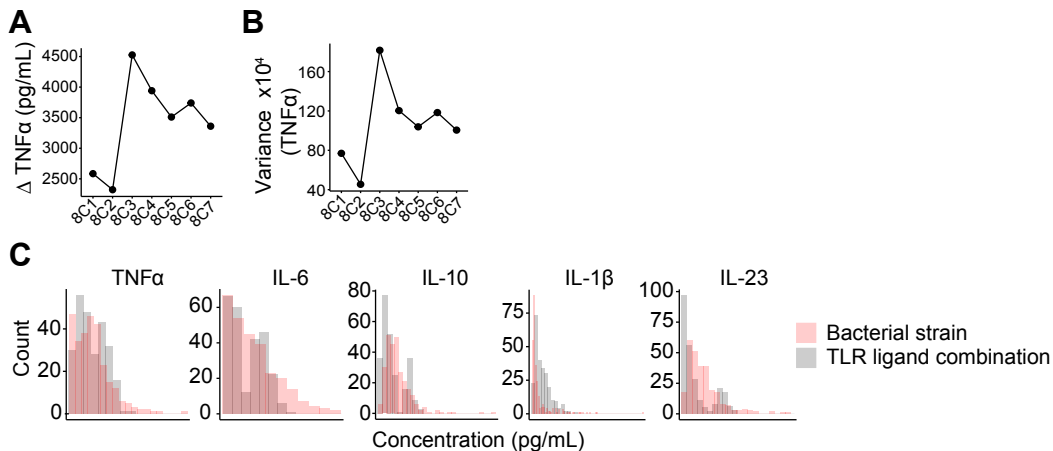 A
Δ TNFα (pg/mL)
4500
4000
3500
3000
2500
8C1
8C2
8C3
8C4
8C5
8C6
8C7
B
Variance x10⁴
(TNFα)
160
120
80
40
8C1
8C2
8C3
8C4
8C5
8C6
8C7
C
TNFα
IL-6
IL-10
IL-1β
IL-23
Count
40
20
0
60
40
20
0
80
60
40
20
0
75
50
25
0
100
75
50
25
0
Bacterial strain
TLR ligand combination
Concentration (pg/mL)